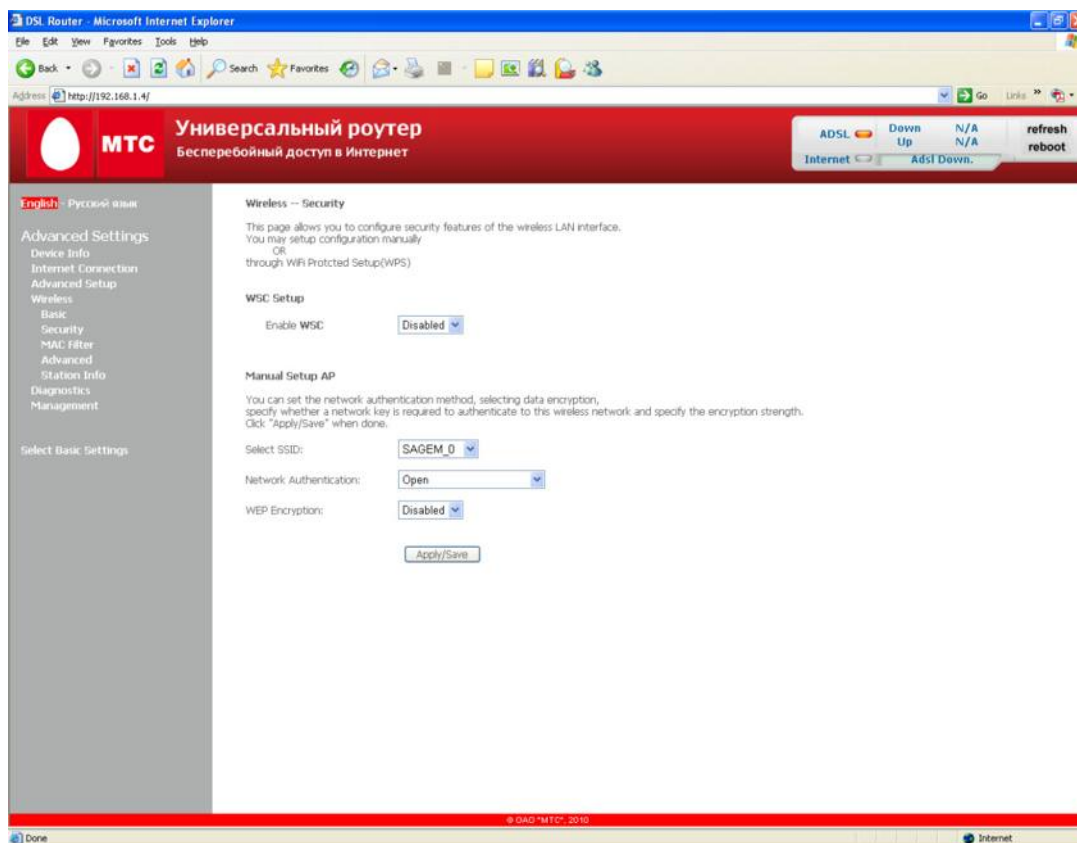 DSL Router - Microsoft Internet Explorer
File Edit View Favorites Tools Help
Back Search Favorites
Address http://192.168.1.4/ Go Links »
МТС
Универсальный роутер
Бесперебойный доступ в Интернет
ADSL Down N/A
Up N/A
Internet Adsl Down.
refresh
reboot
English - Русский язык
Advanced Settings
Device Info
Internet Connection
Advanced Setup
Wireless
Basic
Security
MAC Filter
Advanced
Station Info
Diagnostics
Management
Select Basic Settings
Wireless -- Security
This page allows you to configure security features of the wireless LAN interface.
You may setup configuration manually
OR
through WiFi Protcted Setup(WPS)
WSC Setup
Enable WSC Disabled
Manual Setup AP
You can set the network authentication method, selecting data encryption,
specify whether a network key is required to authenticate to this wireless network and specify the encryption strength.
Click "Apply/Save" when done.
Select SSID: SAGEM_0
Network Authentication: Open
WEP Encryption: Disabled
Apply/Save
© ОАО "МТС", 2010
Done Internet